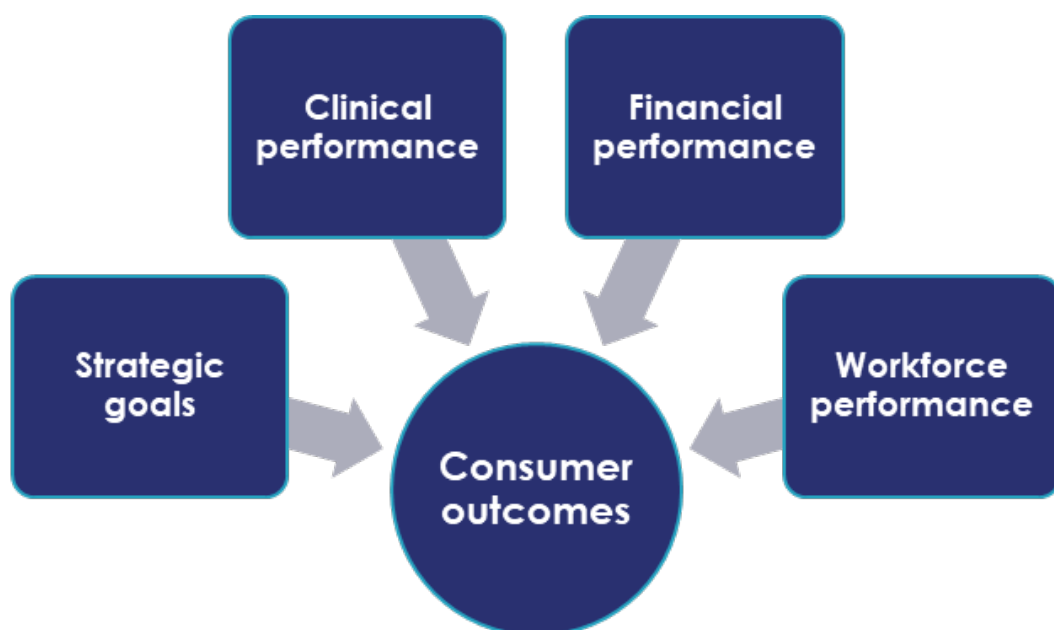 Clinical
performance
Financial
performance
Strategic
goals
Workforce
performance
Consumer
outcomes